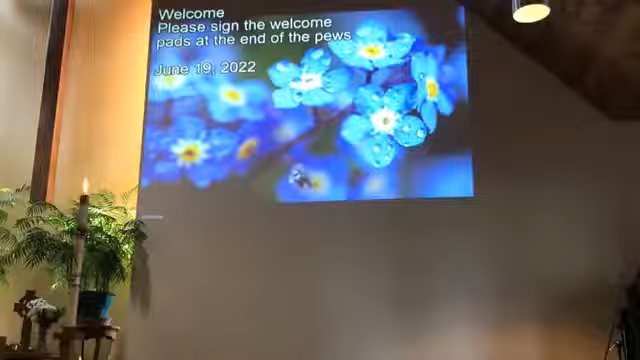 Welcome
Please sign the welcome
pads at the end of the pews
June 19, 2022